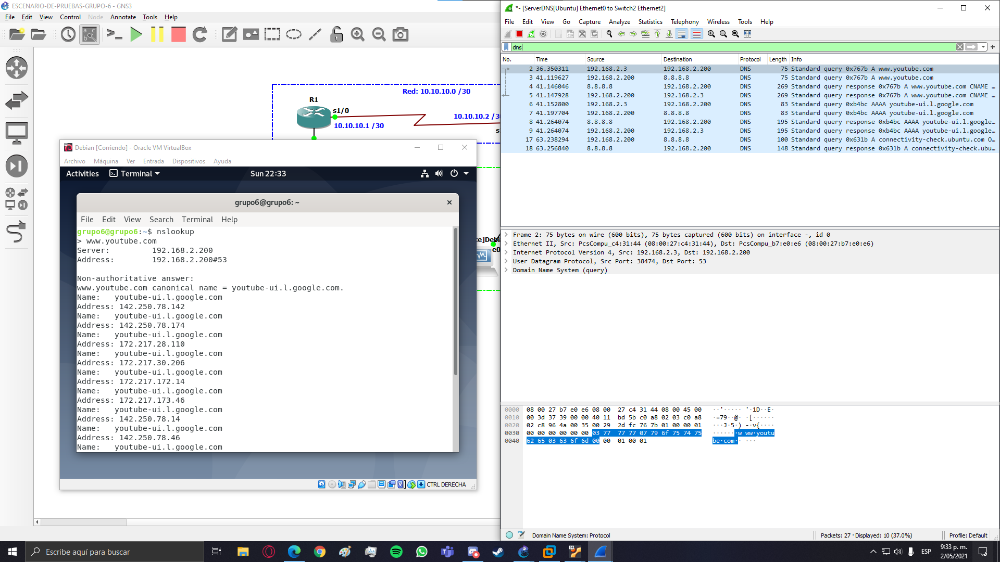 ESCENARIO-DE-PRUEBAS-GRUPO-6 - GNS3
File Edit View Control Node Annotate Tools Help
Red: 10.10.10.0 /30
R1
s1/0
10.10.10.1 /30
10.10.10.2 /30
Debian [Corriendo] - Oracle VM VirtualBox
Archivo Máquina Ver Entrada Dispositivos Ayuda
Activities Terminal Sun 22:33
grupo6@grupo6: ~
File Edit View Search Terminal Help
grupo6@grupo6:~$ nslookup
> www.youtube.com
Server: 192.168.2.200
Address: 192.168.2.200#53
Non-authoritative answer:
www.youtube.com canonical name = youtube-ui.l.google.com.
Name: youtube-ui.l.google.com
Address: 142.250.78.142
Name: youtube-ui.l.google.com
Address: 142.250.78.174
Name: youtube-ui.l.google.com
Address: 172.217.28.110
Name: youtube-ui.l.google.com
Address: 172.217.30.206
Name: youtube-ui.l.google.com
Address: 172.217.172.14
Name: youtube-ui.l.google.com
Address: 172.217.173.46
Name: youtube-ui.l.google.com
Address: 142.250.78.14
Name: youtube-ui.l.google.com
Address: 142.250.78.46
Name: youtube-ui.l.google.com
CTRL DERECHA
te]Debi
e0
*- [ServerDNS[Ubuntu] Ethernet0 to Switch2 Ethernet2]
File Edit View Go Capture Analyze Statistics Telephony Wireless Tools Help
dns
No. Time Source Destination Protocol Length Info
2 36.350311 192.168.2.3 192.168.2.200 DNS 75 Standard query 0x767b A www.youtube.com
3 41.119627 192.168.2.200 8.8.8.8 DNS 75 Standard query 0x767b A www.youtube.com
4 41.146046 8.8.8.8 192.168.2.200 DNS 269 Standard query response 0x767b A www.youtube.com CNAME …
5 41.147928 192.168.2.200 192.168.2.3 DNS 269 Standard query response 0x767b A www.youtube.com CNAME …
6 41.152800 192.168.2.3 192.168.2.200 DNS 83 Standard query 0xb4bc AAAA youtube-ui.l.google.com
7 41.197704 192.168.2.200 8.8.8.8 DNS 83 Standard query 0xb4bc AAAA youtube-ui.l.google.com
8 41.264074 8.8.8.8 192.168.2.200 DNS 195 Standard query response 0xb4bc AAAA youtube-ui.l.google…
9 41.264074 192.168.2.200 192.168.2.3 DNS 195 Standard query response 0xb4bc AAAA youtube-ui.l.google…
17 63.238294 192.168.2.200 8.8.8.8 DNS 100 Standard query 0x631b A connectivity-check.ubuntu.com O…
18 63.256840 8.8.8.8 192.168.2.200 DNS 148 Standard query response 0x631b A connectivity-check.ubu…
Frame 2: 75 bytes on wire (600 bits), 75 bytes captured (600 bits) on interface -, id 0
Ethernet II, Src: PcsCompu_c4:31:44 (08:00:27:c4:31:44), Dst: PcsCompu_b7:e0:e6 (08:00:27:b7:e0:e6)
Internet Protocol Version 4, Src: 192.168.2.3, Dst: 192.168.2.200
User Datagram Protocol, Src Port: 38474, Dst Port: 53
Domain Name System (query)
0000 08 00 27 b7 e0 e6 08 00 27 c4 31 44 08 00 45 00 ··'····· '·1D··E·
0010 00 3d 37 39 00 00 40 11 bd 5b c0 a8 02 03 c0 a8 ·=79··@· ·[······
0020 02 c8 96 4a 00 35 00 29 2d fc 76 7b 01 00 00 01 ···J·5·) -·v{····
0030 00 00 00 00 00 00 03 77 77 77 07 79 6f 75 74 75 ·······w ww·youtu
0040 62 65 03 63 6f 6d 00 00 01 00 01 be·com·· ···
Domain Name System: Protocol
Packets: 27 · Displayed: 10 (37.0%)
Profile: Default
Escribe aquí para buscar
ESP
9:33 p. m.
2/05/2021